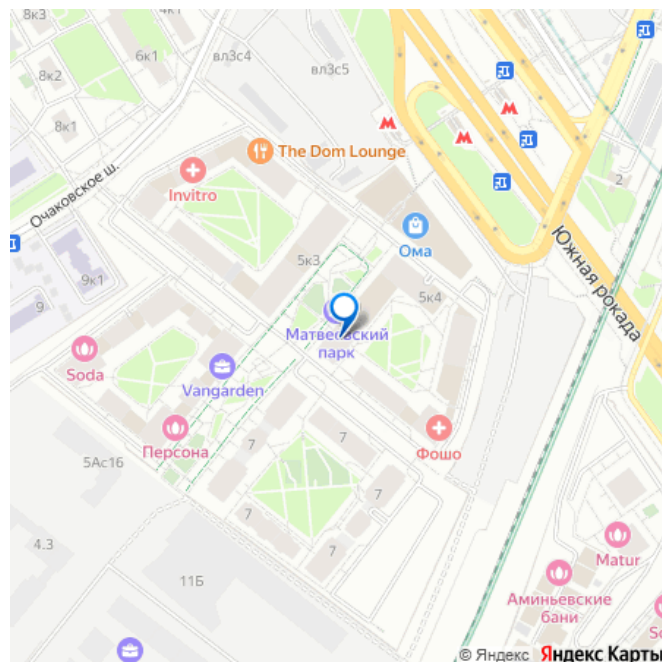 8к3
8к2
6к1
вл3с4
вл3с5
8к1
The Dom Lounge
Invitro
2
Очаковское ш.
Ома
Южная рокада
5к3
9к1
5к4
9
Матвеевский
парк
Soda
Vangarden
Персона
7
Фошо
5Ас16
7
7
7
7
4.3
11Б
Matur
Аминьевские
бани
So
© Яндекс Яндекс Карты